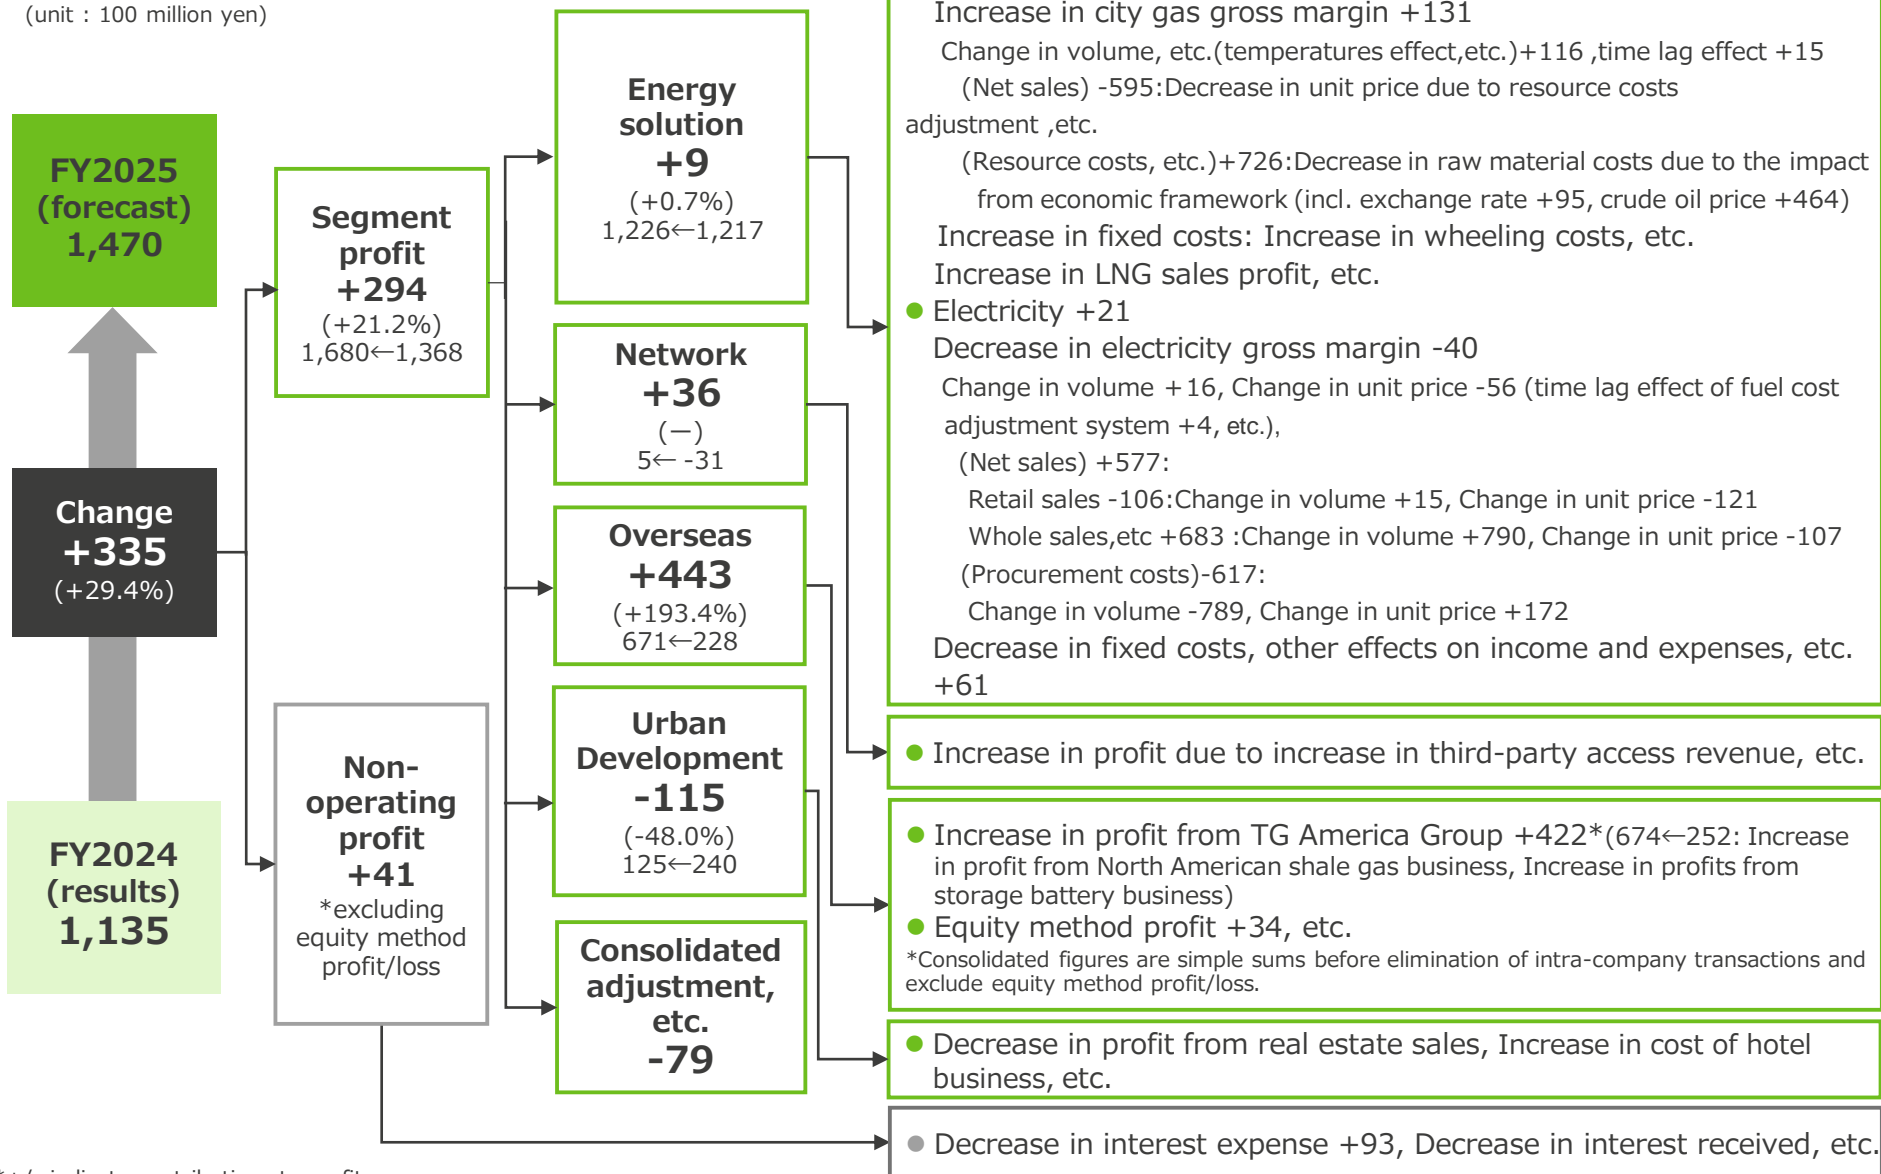 (unit : 100 million yen)
FY2025
(forecast)
1,470
Change
+335
(+29.4%)
FY2024
(results)
1,135
Segment
profit
+294
(+21.2%)
1,680←1,368
Non-
operating
profit
+41
*excluding
equity method
profit/loss
Energy
solution
+9
(+0.7%)
1,226←1,217
Network
+36
(—)
5← -31
Overseas
+443
(+193.4%)
671←228
Urban
Development
-115
(-48.0%)
125←240
Consolidated
adjustment,
etc.
-79
Increase in city gas gross margin +131
Change in volume, etc.(temperatures effect,etc.)+116 ,time lag effect +15
(Net sales) -595:Decrease in unit price due to resource costs
adjustment ,etc.
(Resource costs, etc.)+726:Decrease in raw material costs due to the impact
from economic framework (incl. exchange rate +95, crude oil price +464)
Increase in fixed costs: Increase in wheeling costs, etc.
Increase in LNG sales profit, etc.
● Electricity +21
Decrease in electricity gross margin -40
Change in volume +16, Change in unit price -56 (time lag effect of fuel cost
adjustment system +4, etc.),
(Net sales) +577:
Retail sales -106:Change in volume +15, Change in unit price -121
Whole sales,etc +683 :Change in volume +790, Change in unit price -107
(Procurement costs)-617:
Change in volume -789, Change in unit price +172
Decrease in fixed costs, other effects on income and expenses, etc.
+61
● Increase in profit due to increase in third-party access revenue, etc.
● Increase in profit from TG America Group +422*(674←252: Increase
in profit from North American shale gas business, Increase in profits from
storage battery business)
● Equity method profit +34, etc.
*Consolidated figures are simple sums before elimination of intra-company transactions and
exclude equity method profit/loss.
● Decrease in profit from real estate sales, Increase in cost of hotel
business, etc.
● Decrease in interest expense +93, Decrease in interest received, etc.